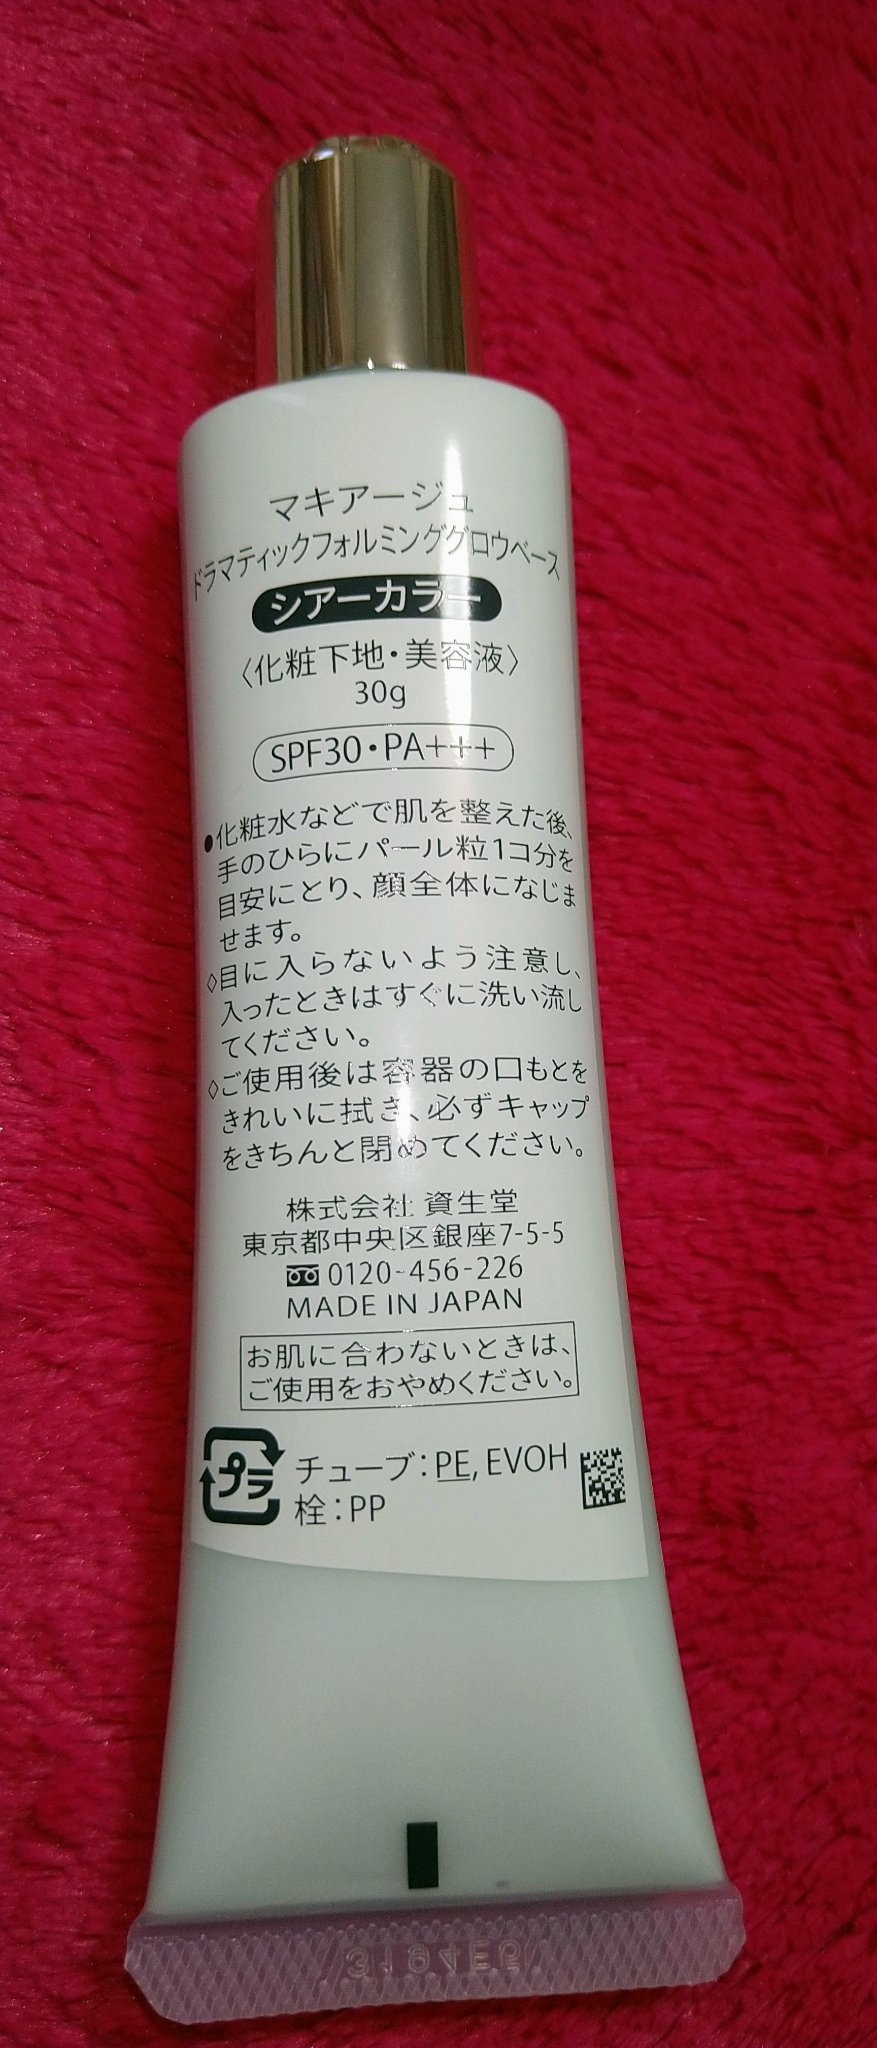 マキアージュ
ドラマティックフォルミンググロウベース
シアーカラー
〈化粧下地・美容液〉
30g
SPF30・PA+++
●化粧水などで肌を整えた後、
手のひらにパール粒1コ分を
目安にとり、顔全体になじま
せます。
◇目に入らないよう注意し、
入ったときはすぐに洗い流し
てください。
◇ご使用後は容器の口もとを
きれいに拭き、必ずキャップ
をきちんと閉めてください。
株式会社 資生堂
東京都中央区銀座7-5-5
0120-456-226
MADE IN JAPAN
お肌に合わないときは、
ご使用をおやめください。
プラ
チューブ：PE, EVOH
栓：PP